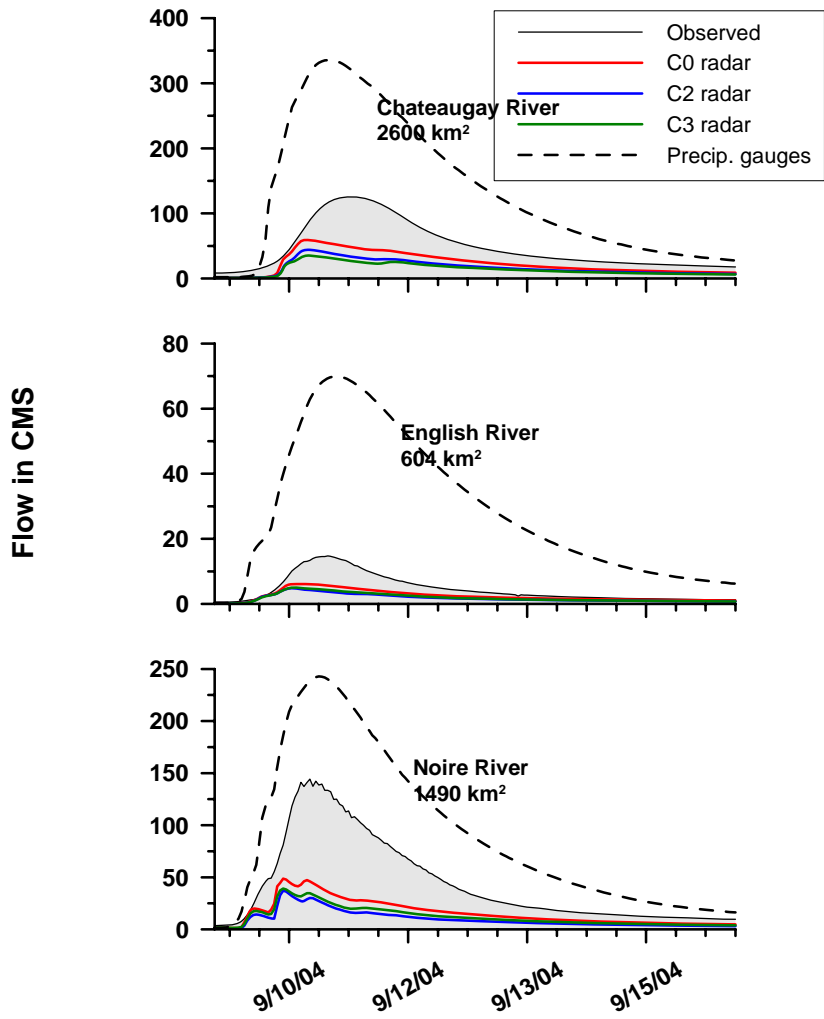 400
300
200
100
0
Chateaugay River
2600 km²
Observed
C0 radar
C2 radar
C3 radar
Precip. gauges
Flow in CMS
80
60
40
20
0
English River
604 km²
250
200
150
100
50
0
Noire River
1490 km²
9/10/04
9/12/04
9/13/04
9/15/04